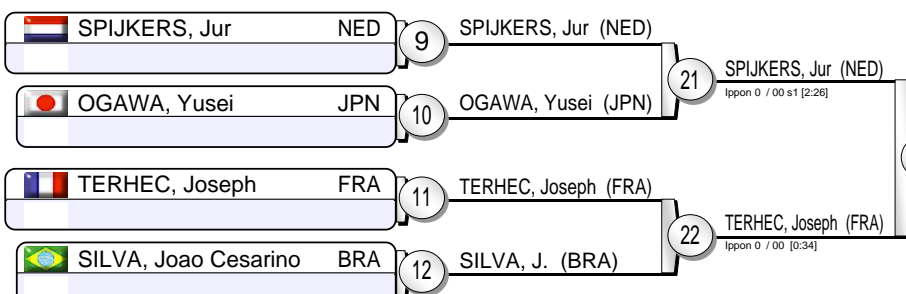 SPIJKERS, Jur NED
9
SPIJKERS, Jur (NED)
21
SPIJKERS, Jur (NED)
Ippon 0 / 00 s1 [2:26]
OGAWA, Yusei JPN
10
OGAWA, Yusei (JPN)
TERHEC, Joseph FRA
11
TERHEC, Joseph (FRA)
22
TERHEC, Joseph (FRA)
Ippon 0 / 00 [0:34]
SILVA, Joao Cesarino BRA
12
SILVA, J. (BRA)